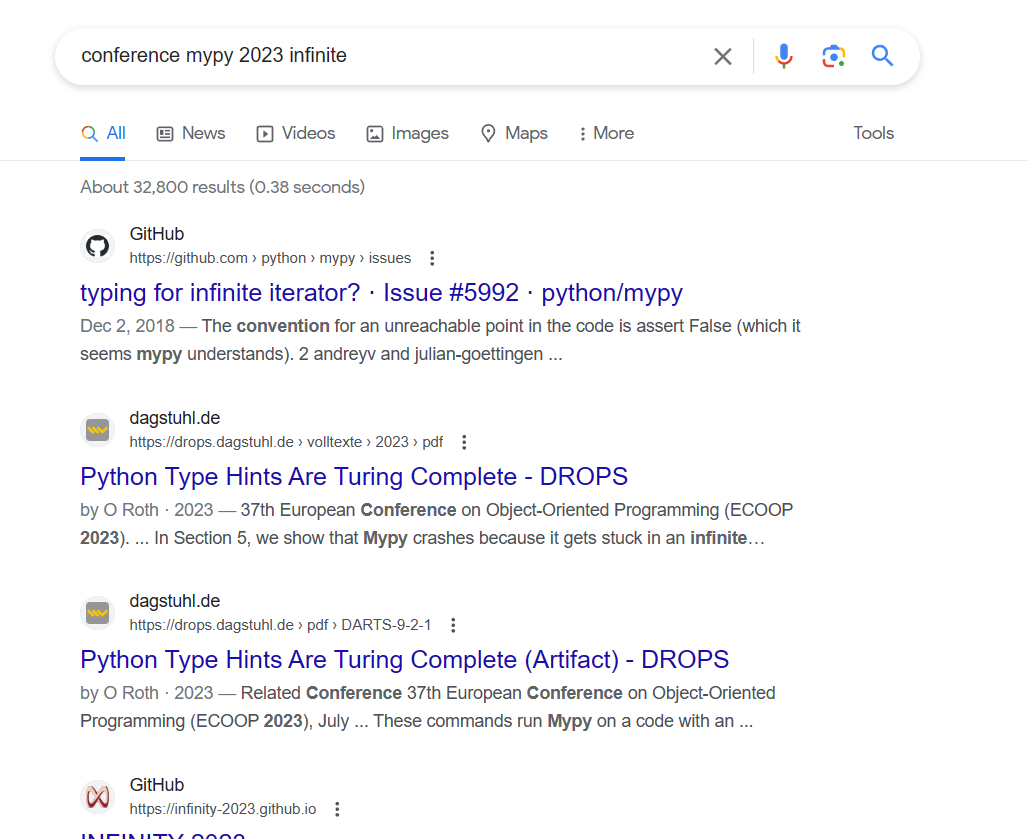 conference mypy 2023 infinite
All News Videos Images Maps More Tools
About 32,800 results (0.38 seconds)
GitHub
https://github.com › python › mypy › issues
typing for infinite iterator? · Issue #5992 · python/mypy
Dec 2, 2018 — The convention for an unreachable point in the code is assert False (which it
seems mypy understands). 2 andreyv and julian-goettingen ...
dagstuhl.de
https://drops.dagstuhl.de › volltexte › 2023 › pdf
Python Type Hints Are Turing Complete - DROPS
by O Roth · 2023 — 37th European Conference on Object-Oriented Programming (ECOOP
2023). ... In Section 5, we show that Mypy crashes because it gets stuck in an infinite…
dagstuhl.de
https://drops.dagstuhl.de › pdf › DARTS-9-2-1
Python Type Hints Are Turing Complete (Artifact) - DROPS
by O Roth · 2023 — Related Conference 37th European Conference on Object-Oriented
Programming (ECOOP 2023), July ... These commands run Mypy on a code with an ...
GitHub
https://infinity-2023.github.io
INFINITY 2023